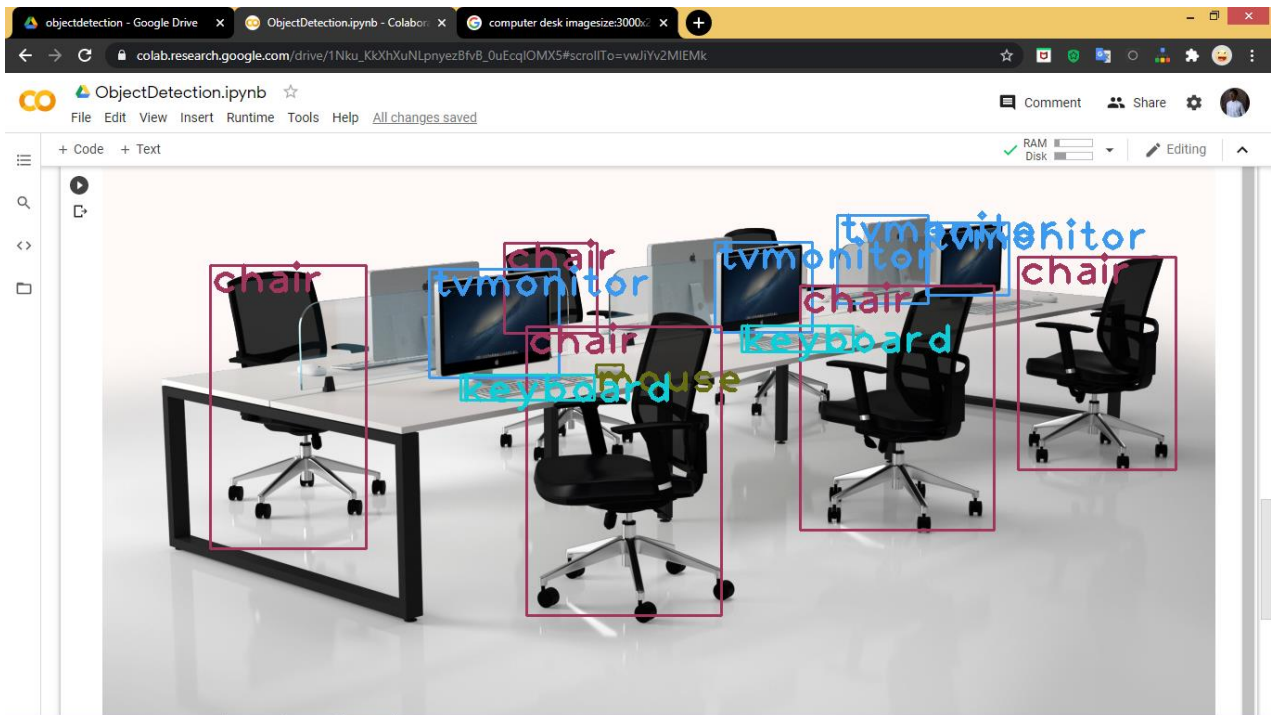 objectdetection - Google Drive
ObjectDetection.ipynb - Colabora
computer desk imagesize:3000x2
colab.research.google.com/drive/1Nku_KkXhXuNLpnyezBfvB_0uEcqIOMX5#scrollTo=vwJiYv2MIEMk
ObjectDetection.ipynb
Comment
Share
File Edit View Insert Runtime Tools Help All changes saved
+ Code + Text
RAM
Disk
Editing
tvmonitor
tvmonitor
chair
tvmonitor
chair
chair
tvmonitor
chair
chair
keyboard
mouse
keyboard